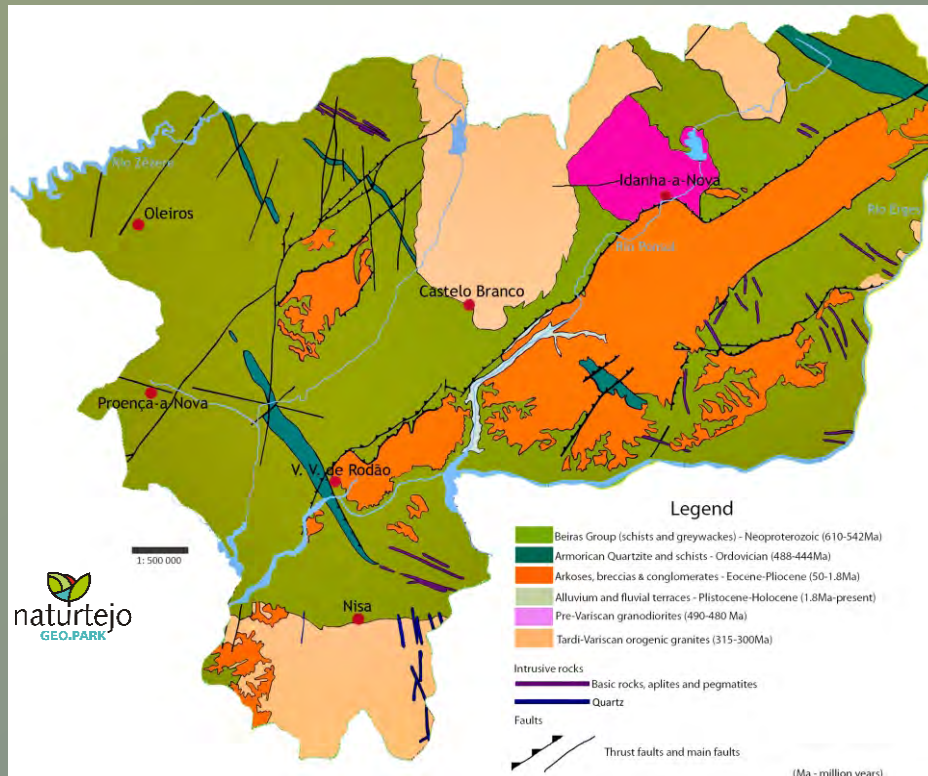 Rio Zêzere
Oleiros
Idanha-a-Nova
Rio Erges
Rio Ponsul
Castelo Branco
Proença-a-Nova
V. V. de Rodão
Nisa
1: 500 000
naturtejo
GEO.PARK
Legend
Beiras Group (schists and greywackes) - Neoproterozoic (610-542Ma)
Armorican Quartzite and schists - Ordovician (488-444Ma)
Arkoses, breccias & conglomerates - Eocene-Pliocene (50-1.8Ma)
Alluvium and fluvial terraces - Plistocene-Holocene (1.8Ma-present)
Pre-Variscan granodiorites (490-480 Ma)
Tardi-Variscan orogenic granites (315-300Ma)
Intrusive rocks
Basic rocks, aplites and pegmatites
Quartz
Faults
Thrust faults and main faults
(Ma - million years)